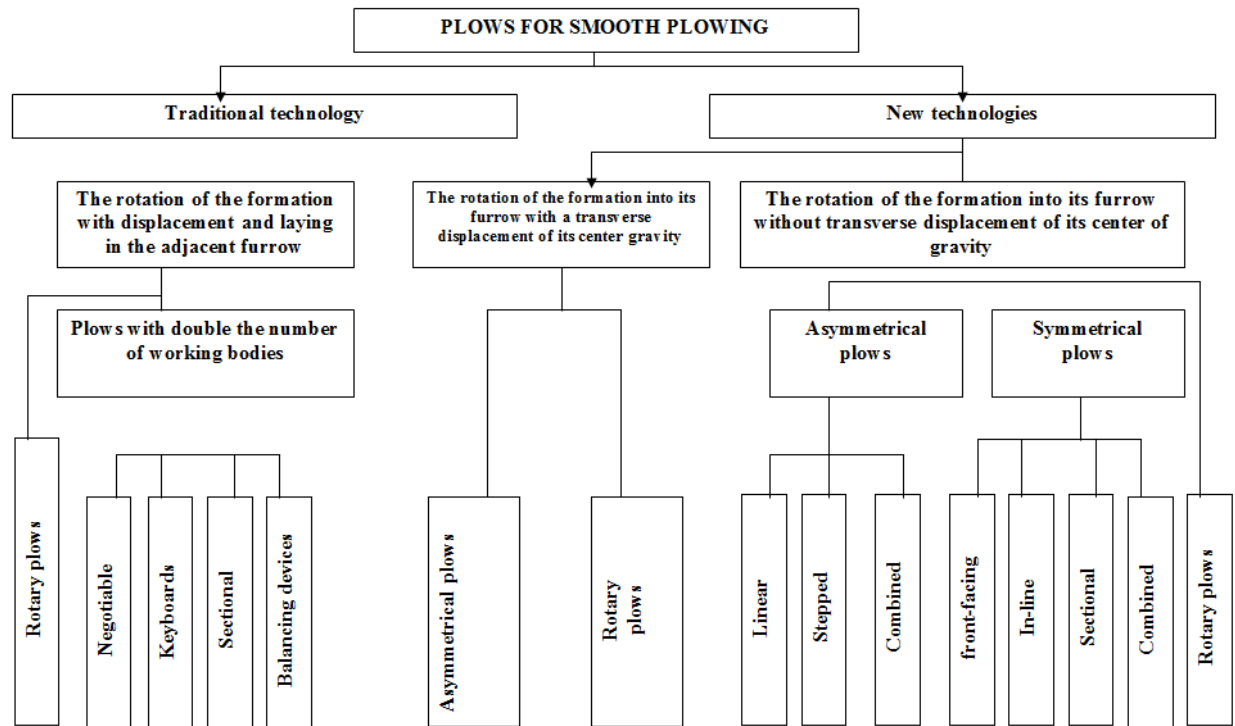 PLOWS FOR SMOOTH PLOWING
Traditional technology
New technologies
The rotation of the formation
with displacement and laying
in the adjacent furrow
The rotation of the formation into its
furrow with a transverse
displacement of its center gravity
The rotation of the formation into its furrow
without transverse displacement of its center of
gravity
Plows with double the number
of working bodies
Asymmetrical
plows
Symmetrical
plows
Rotary plows
Negotiable
Keyboards
Sectional
Balancing devices
Asymmetrical plows
Rotary
plows
Linear
Stepped
Combined
front-facing
In-line
Sectional
Combined
Rotary plows